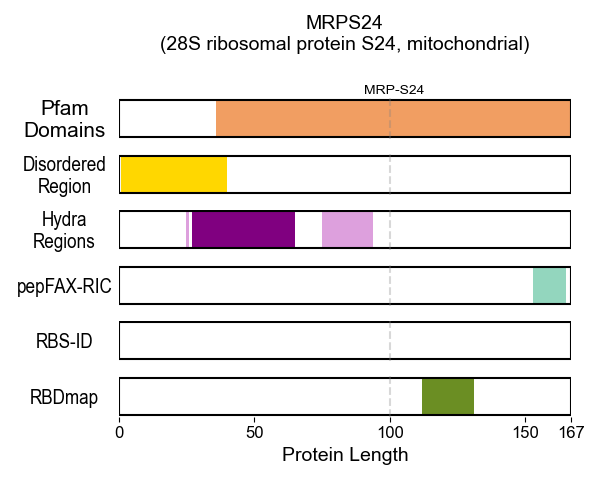 MRPS24
(28S ribosomal protein S24, mitochondrial)
MRP-S24
Pfam
Domains
Disordered
Region
Hydra
Regions
pepFAX-RIC
RBS-ID
RBDmap
0 50 100 150 167
Protein Length